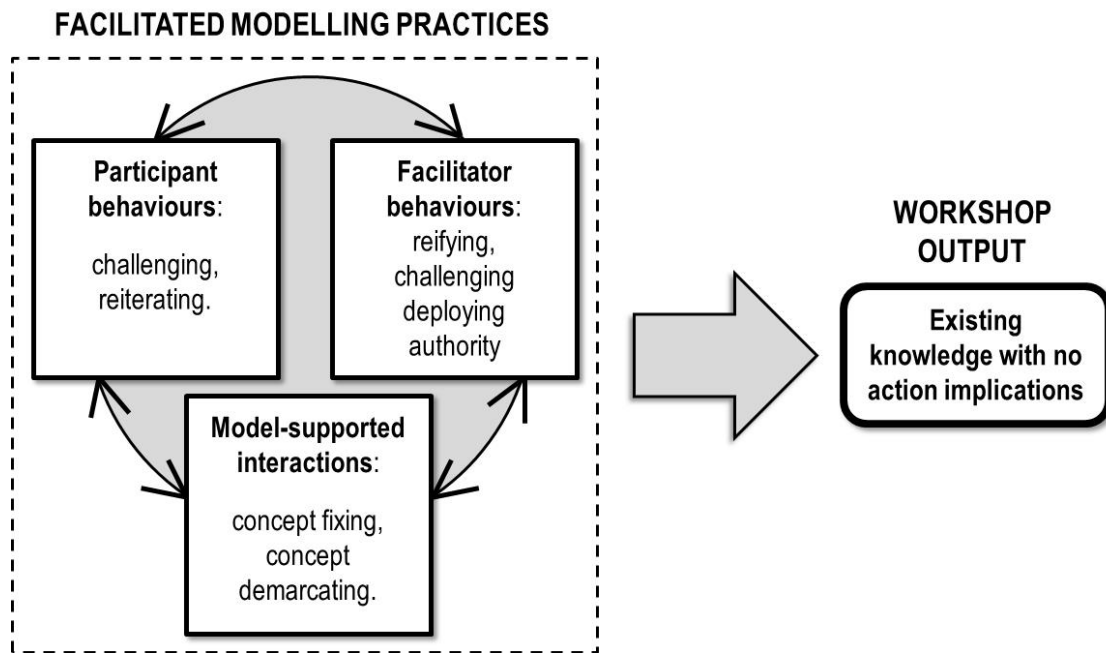 FACILITATED MODELLING PRACTICES
Participant
behaviours:
challenging,
reiterating.
Facilitator
behaviours:
reifying,
challenging
deploying
authority
Model-supported
interactions:
concept fixing,
concept
demarcating.
WORKSHOP
OUTPUT
Existing
knowledge with no
action implications